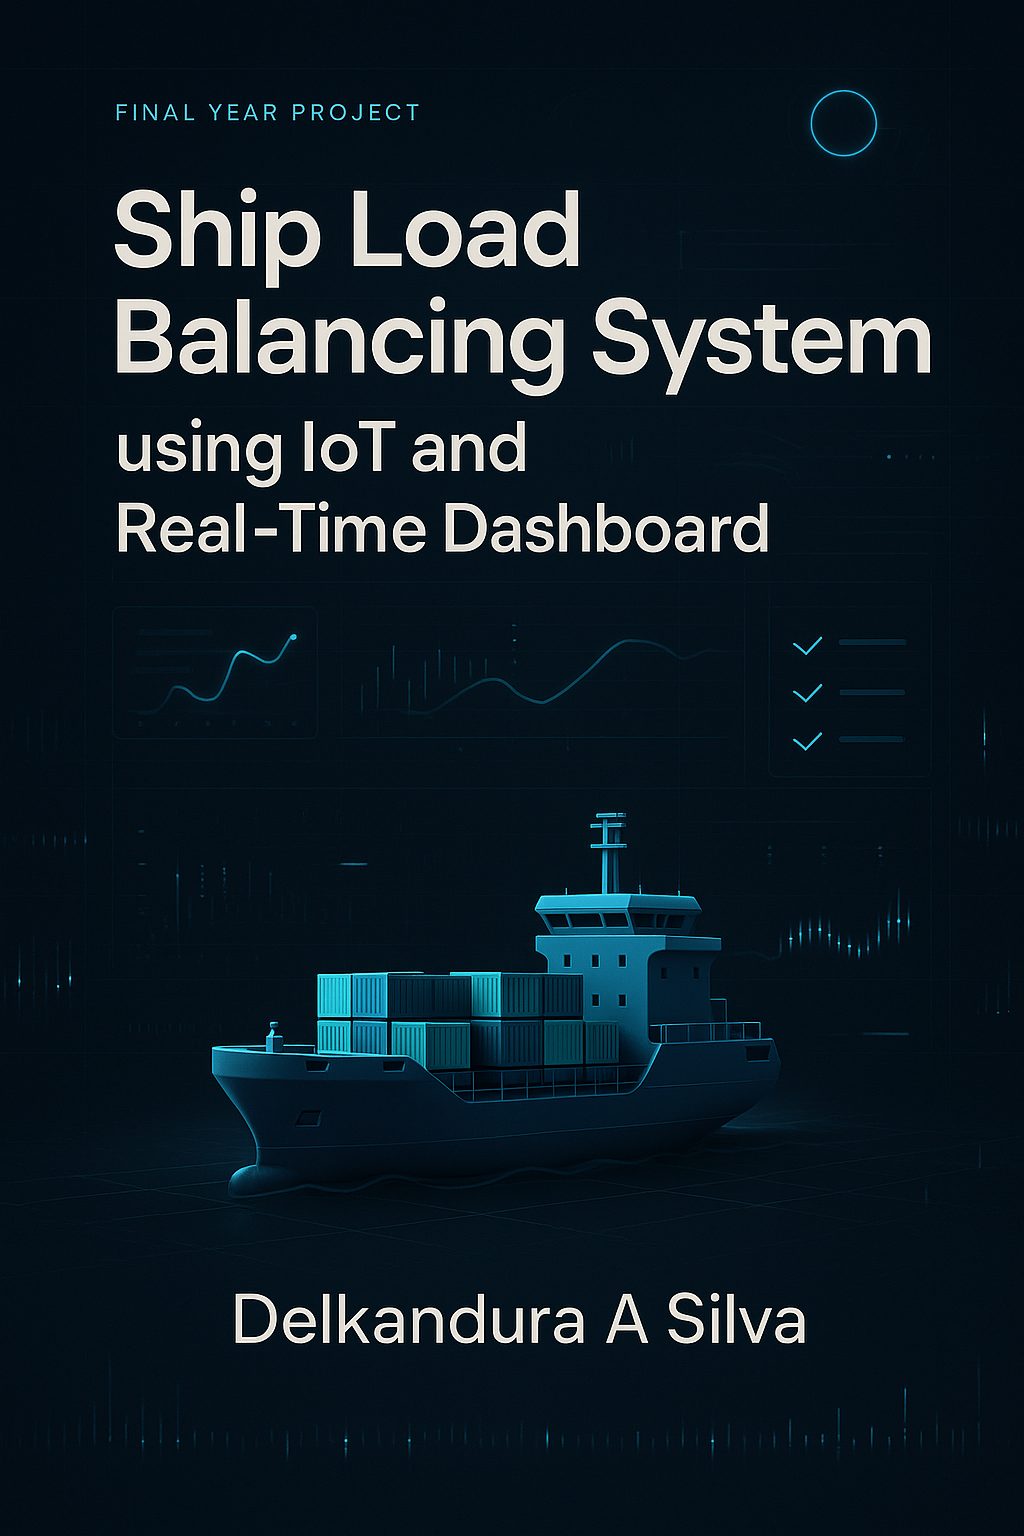 FINAL YEAR PROJECT
Ship Load
Balancing System
using IoT and
Real-Time Dashboard
Delkandura A Silva